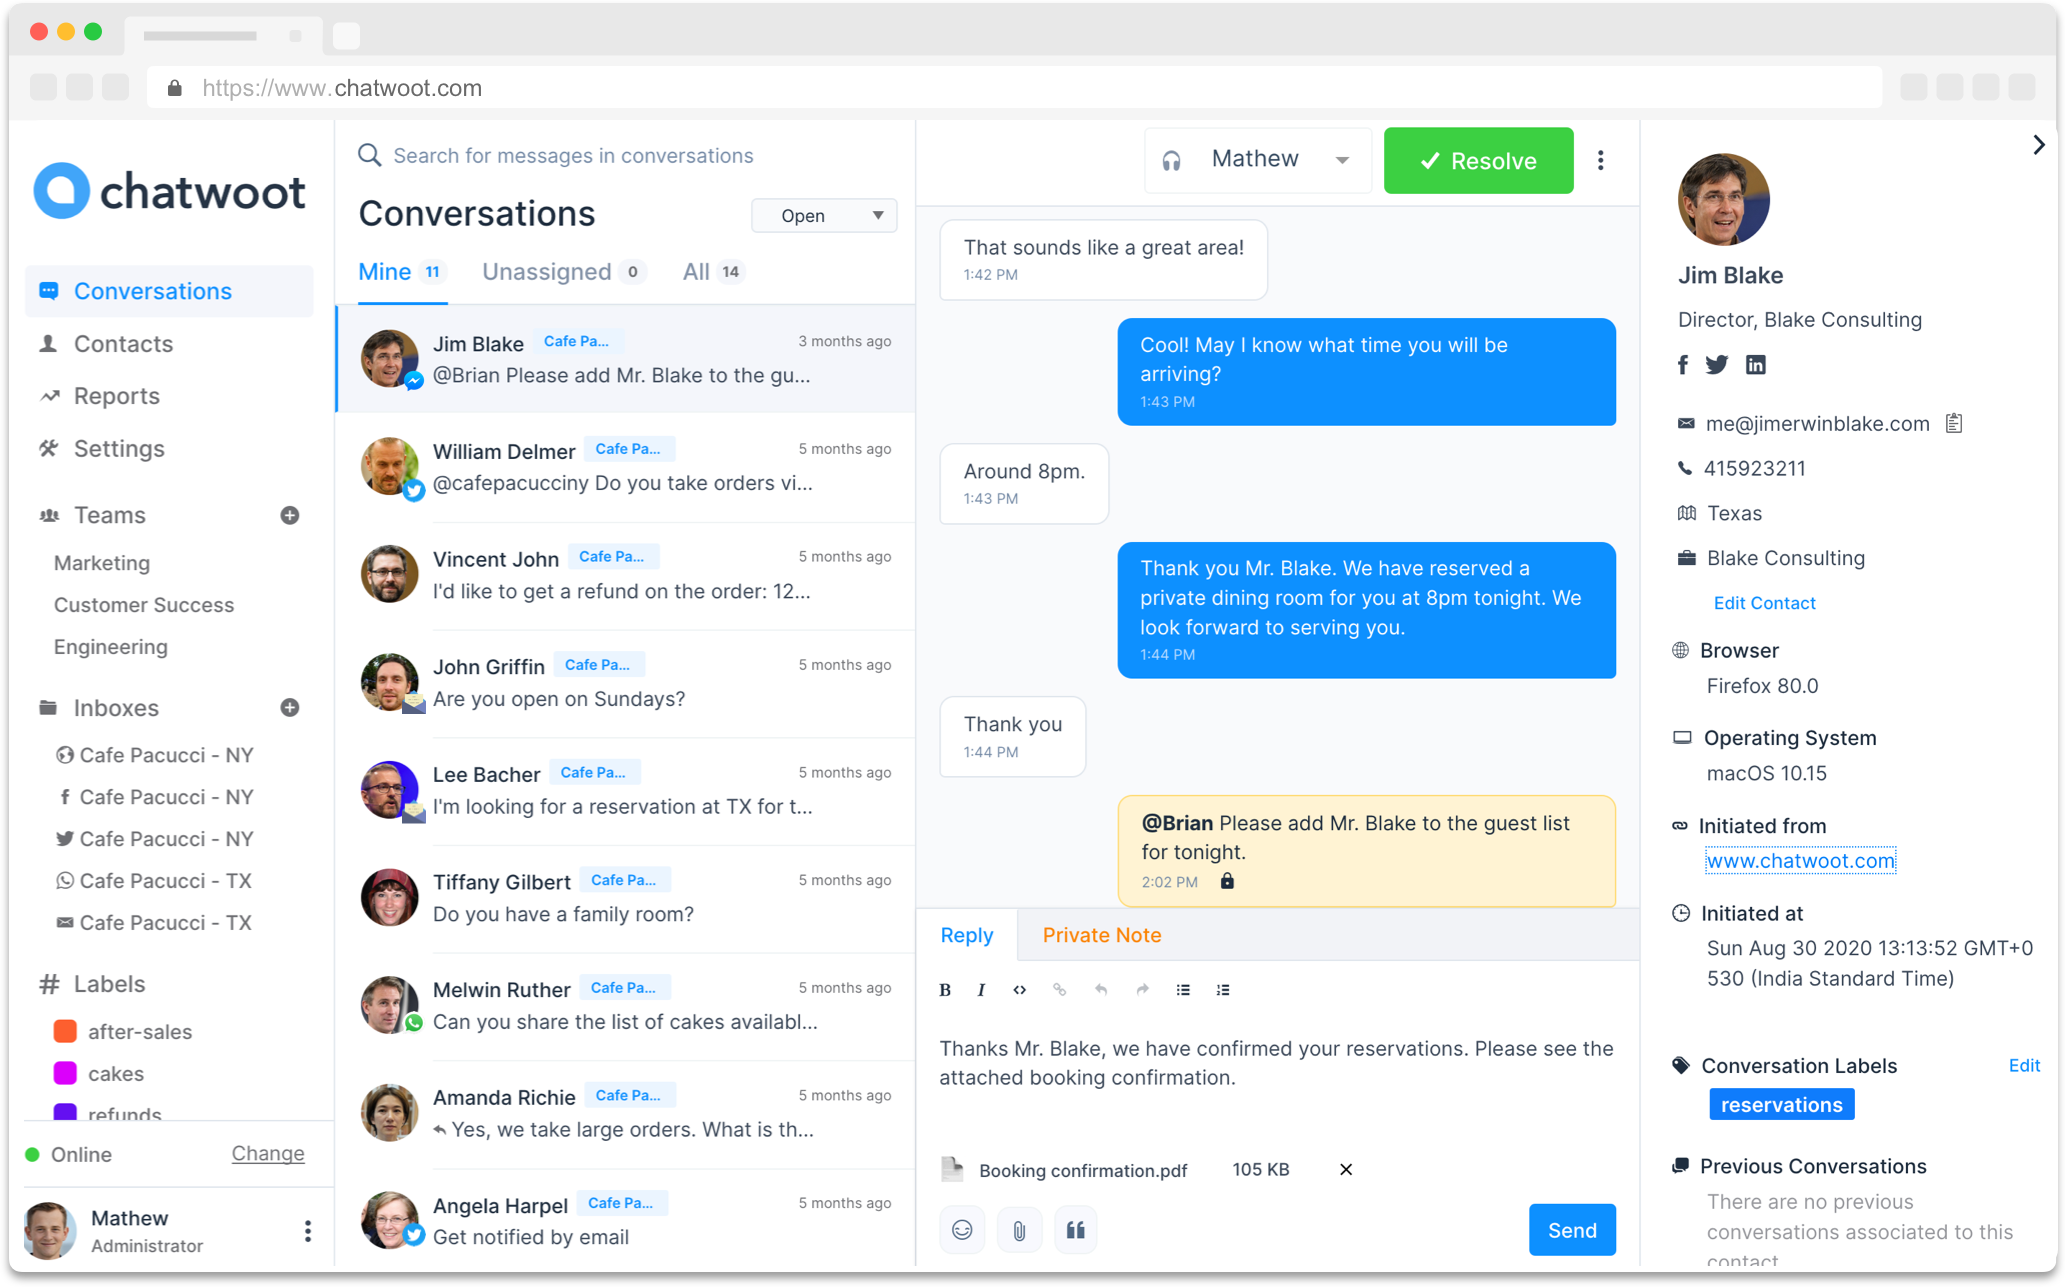 https://www.chatwoot.com
chatwoot
Conversations
Contacts
Reports
Settings
Teams
Marketing
Customer Success
Engineering
Inboxes
Cafe Pacucci - NY
Cafe Pacucci - NY
Cafe Pacucci - NY
Cafe Pacucci - TX
Cafe Pacucci - TX
Labels
after-sales
cakes
refunds
Online
Change
Mathew
Administrator
Search for messages in conversations
Conversations
Open
Mine 11
Unassigned 0
All 14
Jim Blake
Cafe Pa...
3 months ago
@Brian Please add Mr. Blake to the gu...
William Delmer
Cafe Pa...
5 months ago
@cafepacucciny Do you take orders vi...
Vincent John
Cafe Pa...
5 months ago
I'd like to get a refund on the order: 12...
John Griffin
Cafe Pa...
5 months ago
Are you open on Sundays?
Lee Bacher
Cafe Pa...
5 months ago
I'm looking for a reservation at TX for t...
Tiffany Gilbert
Cafe Pa...
5 months ago
Do you have a family room?
Melwin Ruther
Cafe Pa...
5 months ago
Can you share the list of cakes availabl...
Amanda Richie
Cafe Pa...
5 months ago
Yes, we take large orders. What is th...
Angela Harpel
Cafe Pa...
5 months ago
Get notified by email
Mathew
Resolve
That sounds like a great area!
1:42 PM
Cool! May I know what time you will be
arriving?
1:43 PM
Around 8pm.
1:43 PM
Thank you Mr. Blake. We have reserved a
private dining room for you at 8pm tonight. We
look forward to serving you.
1:44 PM
Thank you
1:44 PM
@Brian Please add Mr. Blake to the guest list
for tonight.
2:02 PM
Reply
Private Note
B I
Thanks Mr. Blake, we have confirmed your reservations. Please see the
attached booking confirmation.
Booking confirmation.pdf
105 KB
Send
Jim Blake
Director, Blake Consulting
me@jimerwinblake.com
415923211
Texas
Blake Consulting
Edit Contact
Browser
Firefox 80.0
Operating System
macOS 10.15
Initiated from
www.chatwoot.com
Initiated at
Sun Aug 30 2020 13:13:52 GMT+0
530 (India Standard Time)
Conversation Labels
Edit
reservations
Previous Conversations
There are no previous
conversations associated to this
contact